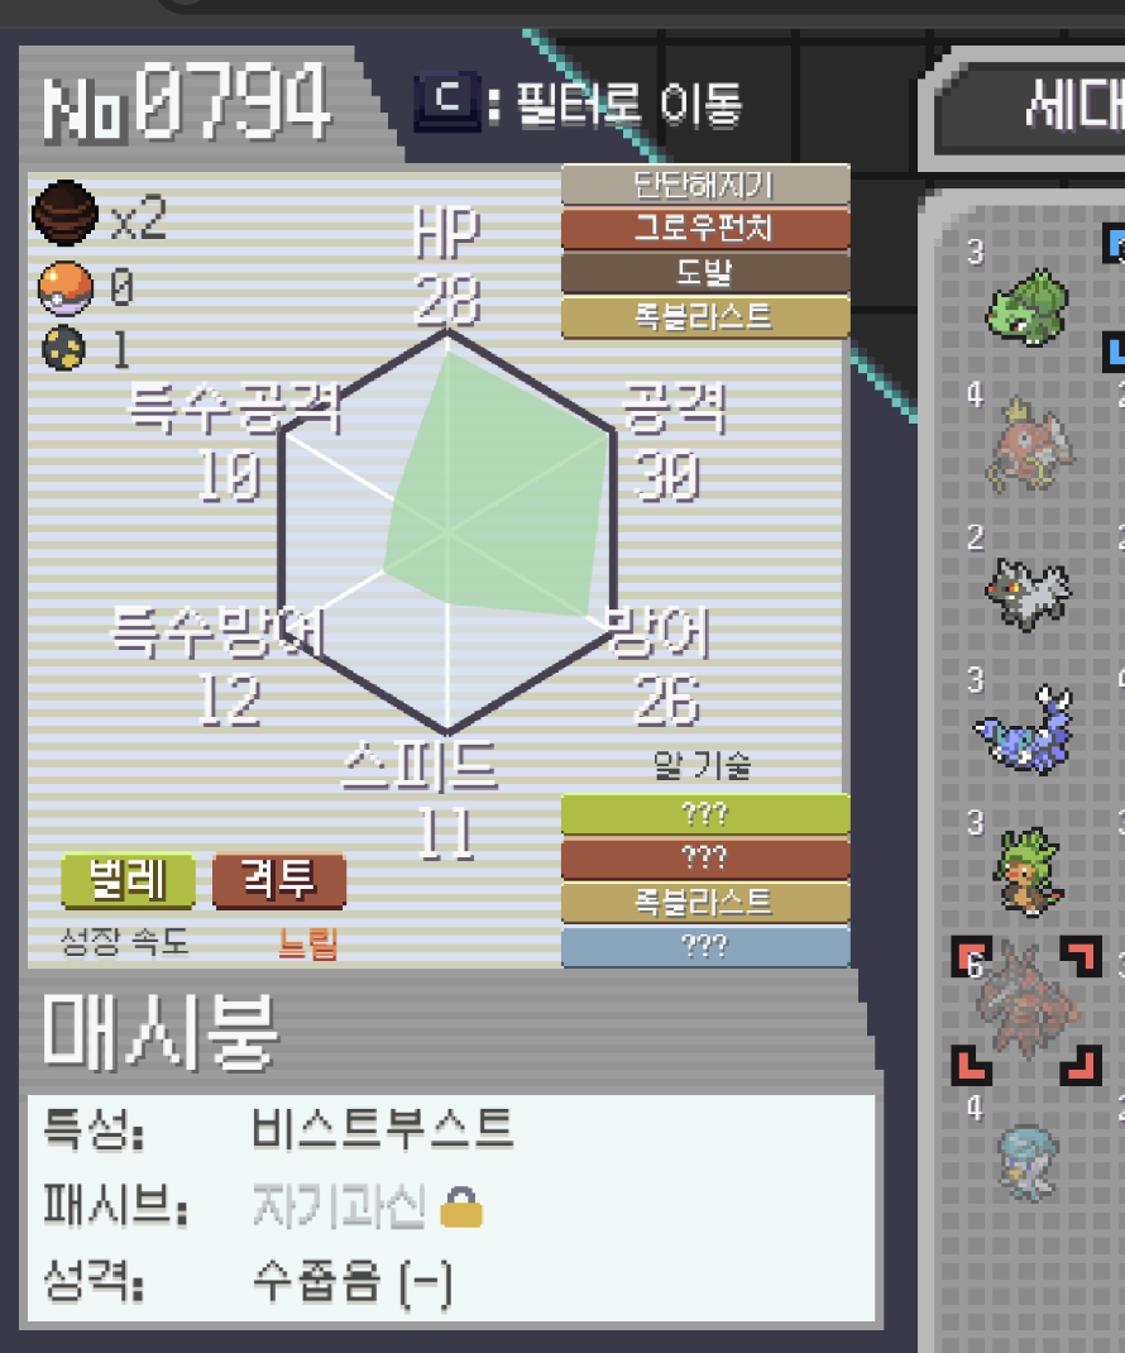 No0794
C : 필터로 이동
세대
x2
0
1
HP
28
단단해지기
그로우펀치
도발
록블라스트
특수공격
10
공격
30
특수방어
12
방어
26
스피드
11
알 기술
???
???
록블라스트
???
벌레
격투
성장 속도
느림
매시붕
특성:
비스트부스트
패시브:
자기과신
성격:
수줍음 (-)
3
4
2
3
3
6
4